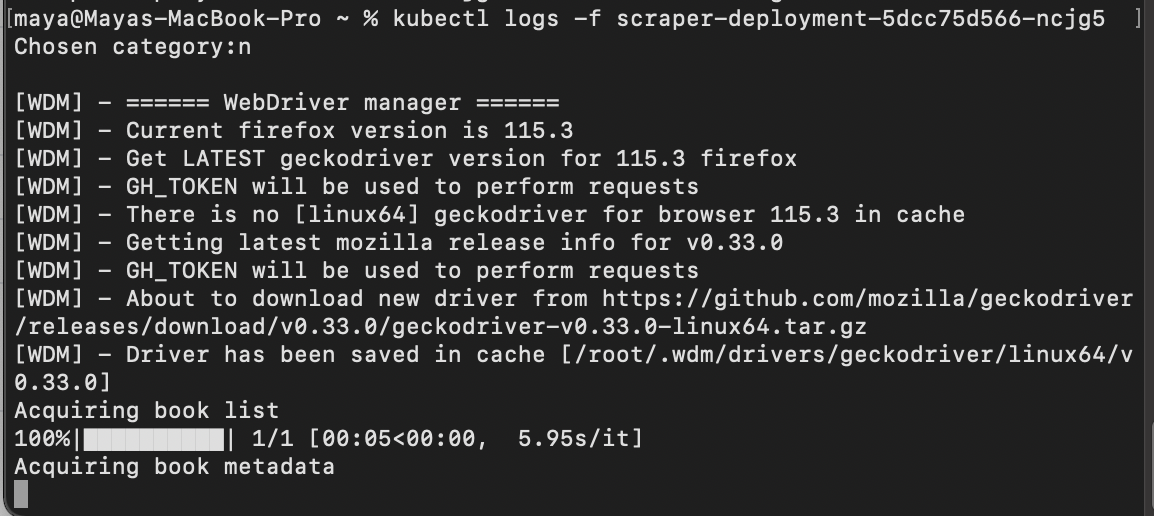 [maya@Mayas-MacBook-Pro ~ % kubectl logs -f scraper-deployment-5dcc75d566-ncjg5 ]
Chosen category:n
[WDM] - ====== WebDriver manager ======
[WDM] - Current firefox version is 115.3
[WDM] - Get LATEST geckodriver version for 115.3 firefox
[WDM] - GH_TOKEN will be used to perform requests
[WDM] - There is no [linux64] geckodriver for browser 115.3 in cache
[WDM] - Getting latest mozilla release info for v0.33.0
[WDM] - GH_TOKEN will be used to perform requests
[WDM] - About to download new driver from https://github.com/mozilla/geckodriver
/releases/download/v0.33.0/geckodriver-v0.33.0-linux64.tar.gz
[WDM] - Driver has been saved in cache [/root/.wdm/drivers/geckodriver/linux64/v
0.33.0]
Acquiring book list
100%|██████████| 1/1 [00:05<00:00,  5.95s/it]
Acquiring book metadata